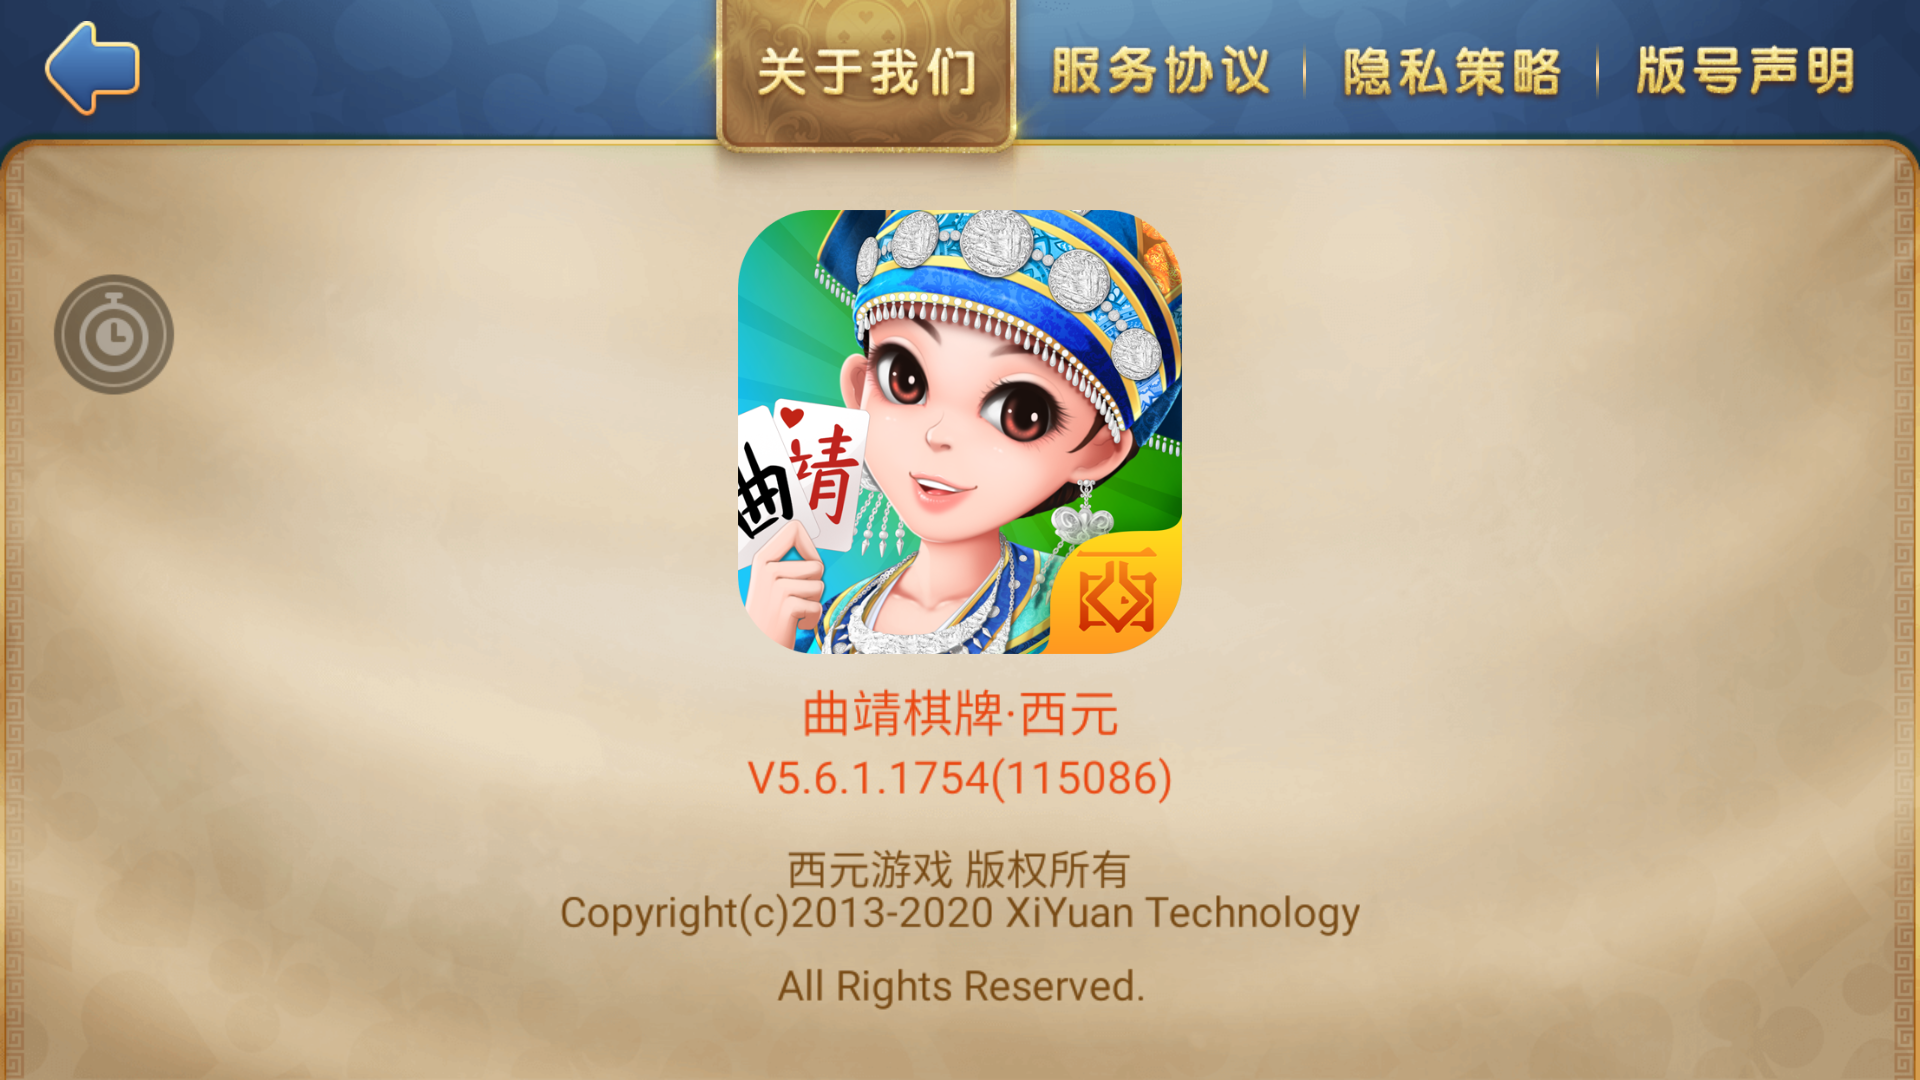 关于我们
服务协议
隐私策略
版号声明
曲靖
西
曲靖棋牌·西元
V5.6.1.1754(115086)
西元游戏 版权所有
Copyright(c)2013-2020 XiYuan Technology
All Rights Reserved.